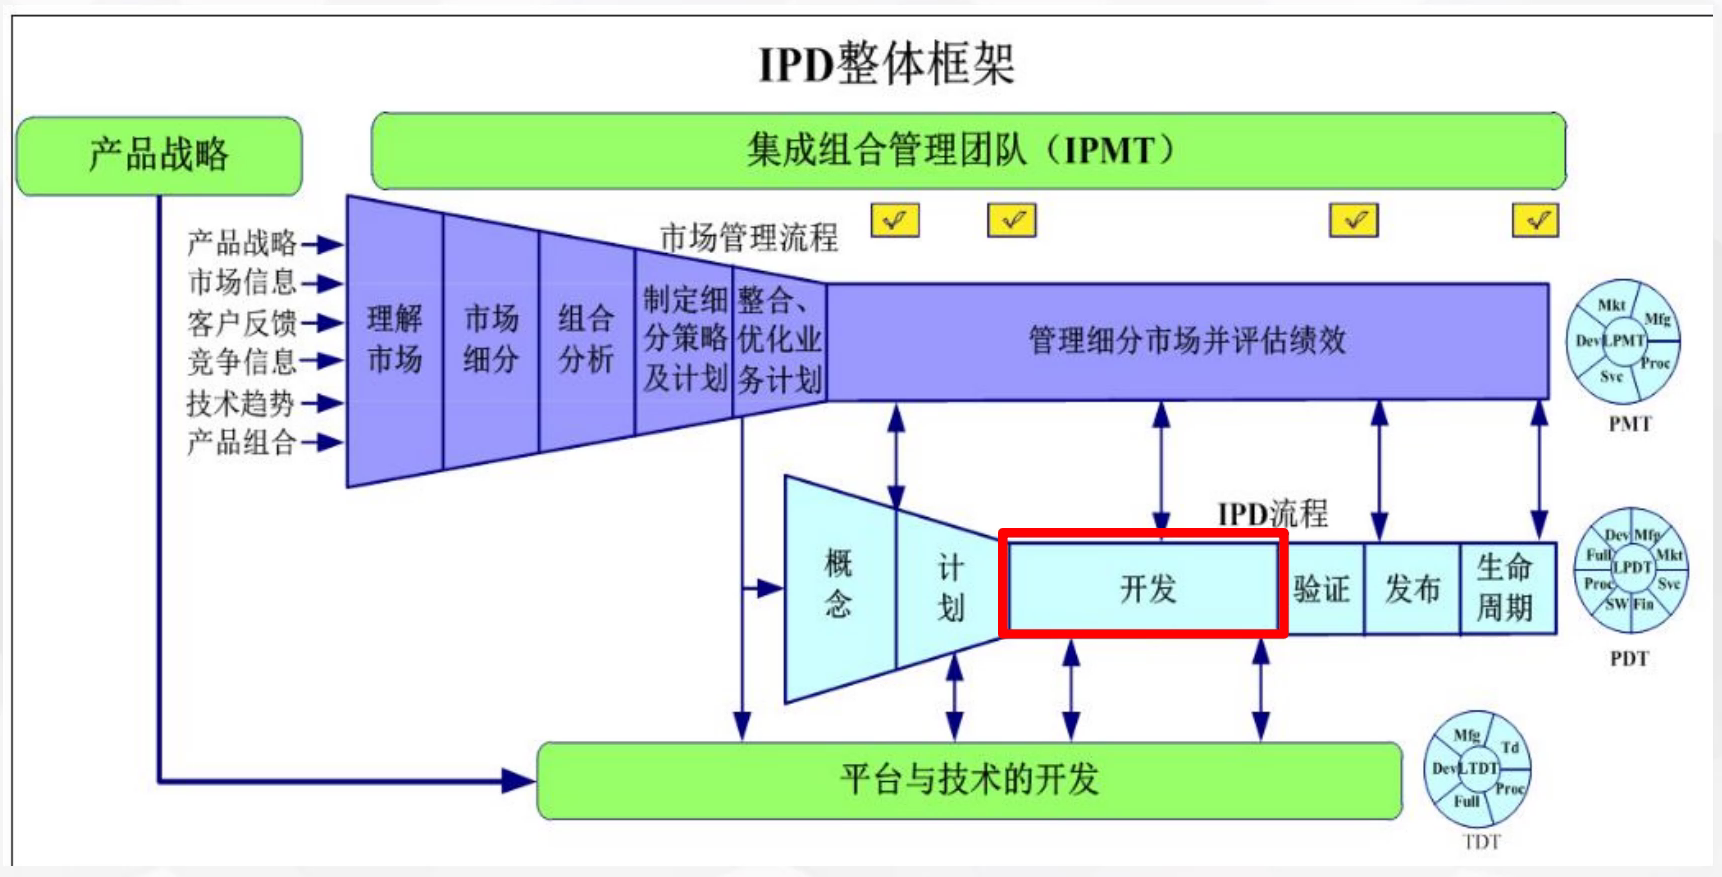 IPD整体框架
产品战略
集成组合管理团队（IPMT）
市场管理流程
产品战略
市场信息
客户反馈
竞争信息
技术趋势
产品组合
理解
市场
市场
细分
组合
分析
制定细
分策略
及计划
整合、
优化业
务计划
管理细分市场并评估绩效
Mkt
Mfg
Dev
LPMT
Proc
Svc
PMT
IPD流程
概
念
计
划
开发
验证
发布
生命
周期
Dev
Mfg
Full
Mkt
LPDT
Proc
Svc
SW
Fin
PDT
平台与技术的开发
Mfg
Td
Dev
LTDT
Proc
Full
TDT